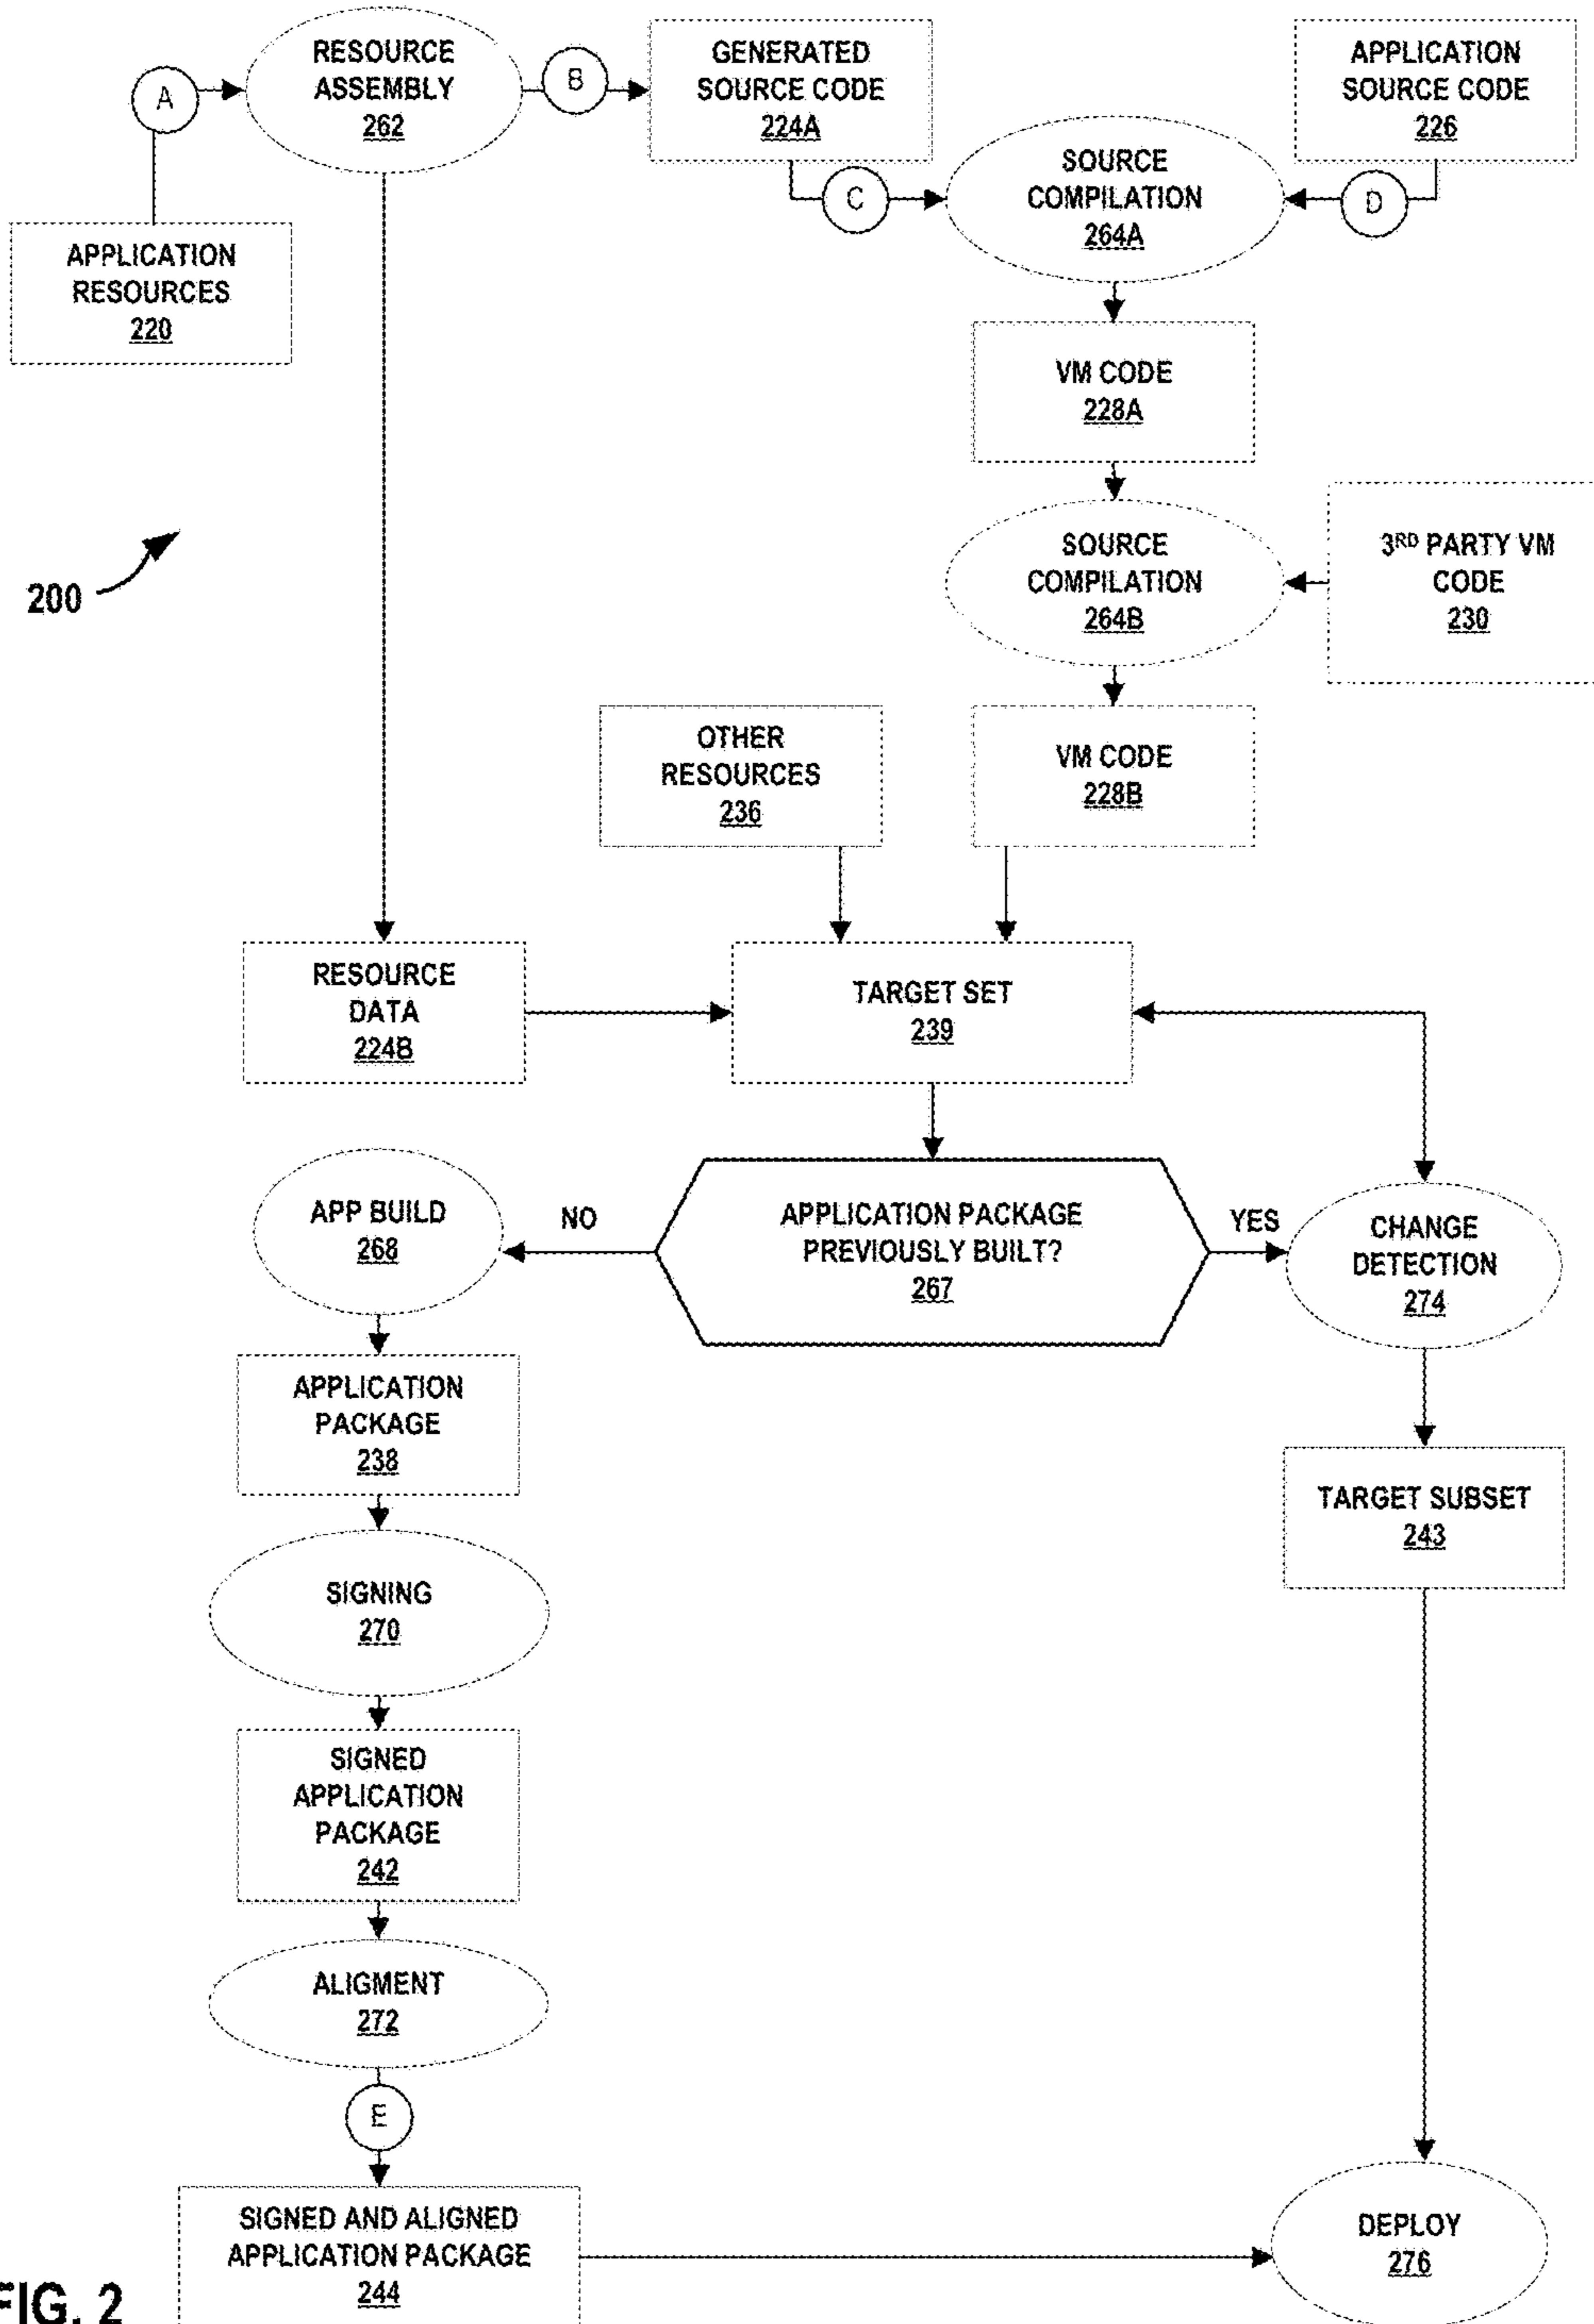 A
RESOURCE
ASSEMBLY
262
B
GENERATED
SOURCE CODE
224A
APPLICATION
SOURCE CODE
226
C
SOURCE
COMPILATION
264A
D
APPLICATION
RESOURCES
220
VM CODE
228A
200
SOURCE
COMPILATION
264B
3RD PARTY VM
CODE
230
OTHER
RESOURCES
236
VM CODE
228B
RESOURCE
DATA
224B
TARGET SET
239
APP BUILD
268
NO
APPLICATION PACKAGE
PREVIOUSLY BUILT?
267
YES
CHANGE
DETECTION
274
APPLICATION
PACKAGE
238
TARGET SUBSET
243
SIGNING
270
SIGNED
APPLICATION
PACKAGE
242
ALIGMENT
272
E
SIGNED AND ALIGNED
APPLICATION PACKAGE
244
DEPLOY
276
FIG. 2